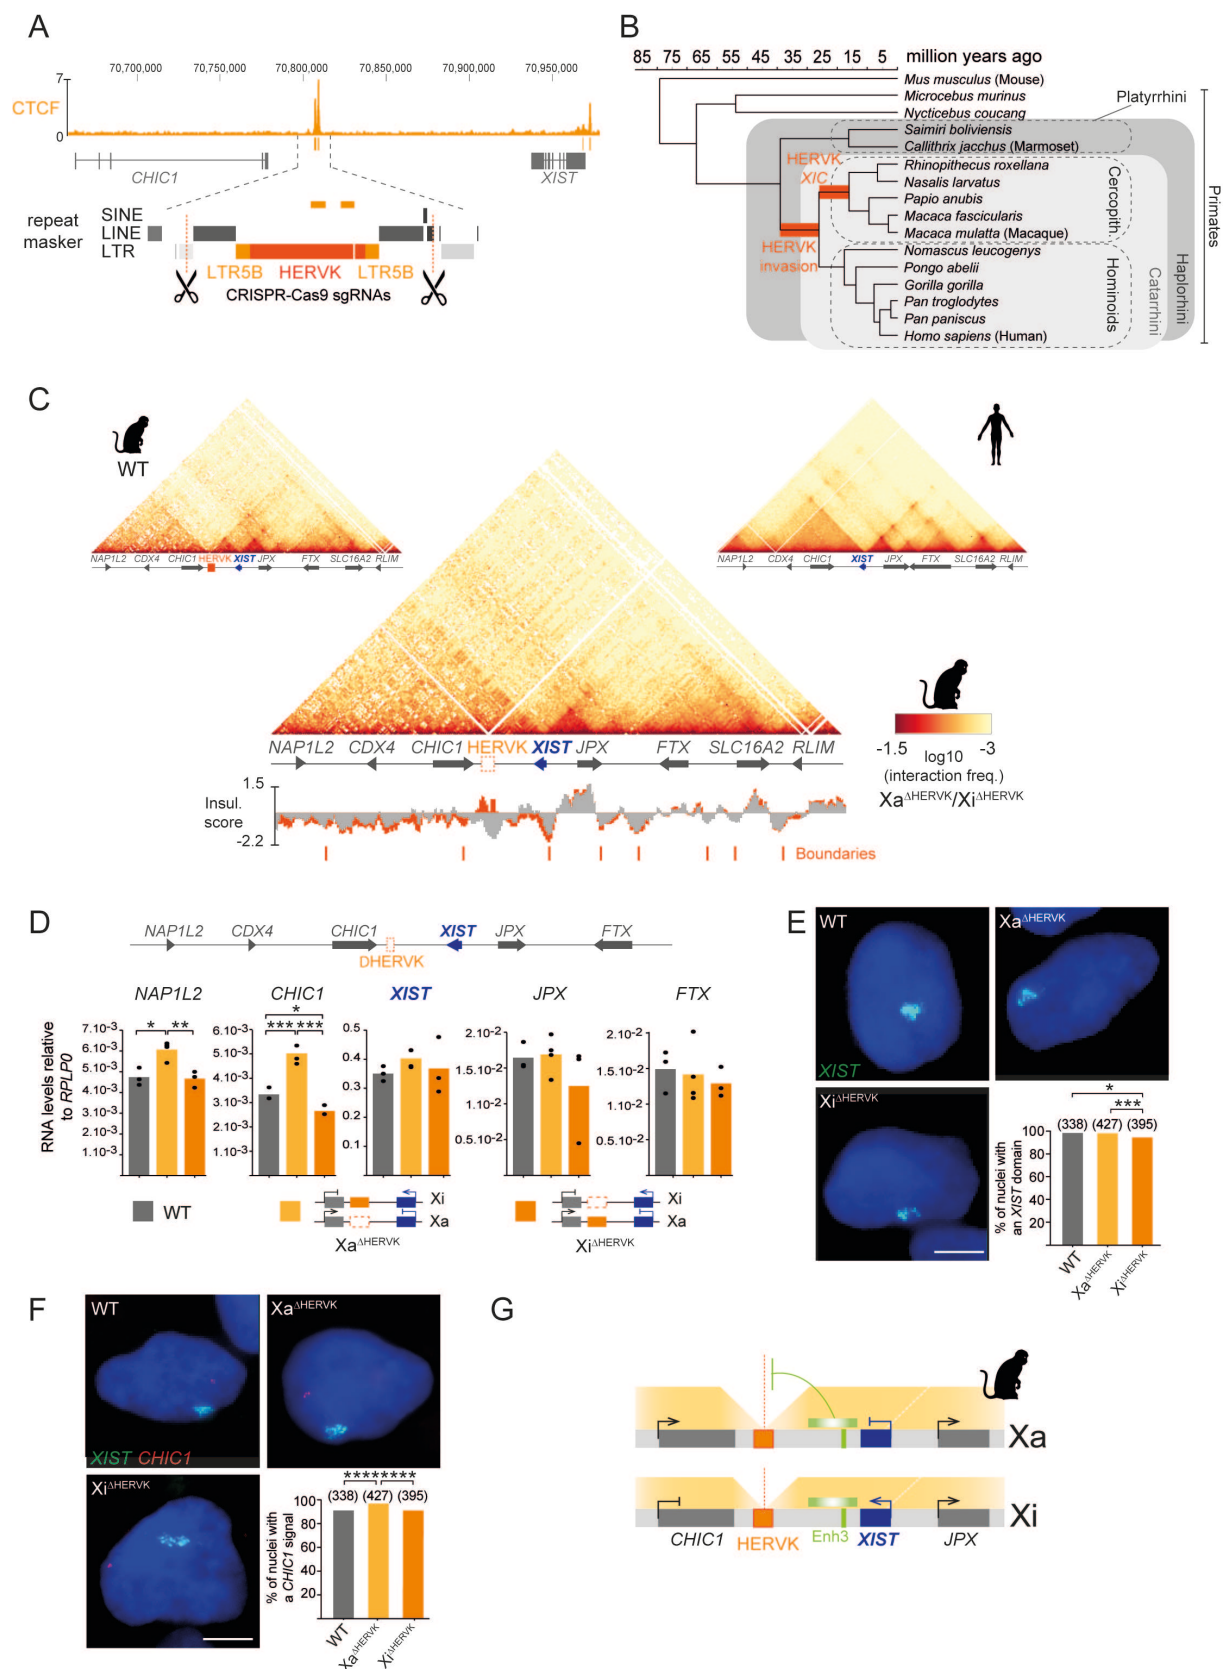 A
70,700,000 70,750,000 70,800,000 70,850,000 70,900,000 70,950,000
7
CTCF
0
CHIC1
XIST
repeat
masker
SINE
LINE
LTR
LTR5B HERVK LTR5B
CRISPR-Cas9 sgRNAs
B
85 75 65 55 45 35 25 15 5 million years ago
Mus musculus (Mouse)
Microcebus murinus
Nycticebus coucang
Platyrrhini
Saimiri boliviensis
Callithrix jacchus (Marmoset)
HERVK
XIC
Rhinopithecus roxellana
Nasalis larvatus
Papio anubis
Macaca fascicularis
Macaca mulatta (Macaque)
Cercopith.
HERVK
invasion
Nomascus leucogenys
Pongo abelii
Gorilla gorilla
Pan troglodytes
Pan paniscus
Homo sapiens (Human)
Hominoids
Catarrhini
Haplorhini
Primates
C
WT
NAP1L2 CDX4 CHIC1 HERVK XIST JPX FTX SLC16A2 RLIM
NAP1L2 CDX4 CHIC1 XIST JPX FTX SLC16A2 RLIM
NAP1L2 CDX4 CHIC1 HERVK XIST JPX FTX SLC16A2 RLIM
-1.5 -3
log10
(interaction freq.)
Xa^ΔHERVK/Xi^ΔHERVK
1.5
Insul.
score
-2.2
Boundaries
D
NAP1L2 CDX4 CHIC1 XIST JPX FTX
DHERVK
NAP1L2 CHIC1 XIST JPX FTX
RNA levels relative
to RPLP0
7.10-3
6.10-3
5.10-3
4.10-3
3.10-3
2.10-3
1.10-3
* **
6.10-3
5.10-3
4.10-3
3.10-3
2.10-3
1.10-3
*
*** ***
0.5
0.4
0.3
0.2
0.1
2.10-2
1.5.10-2
1.10-2
0.5.10-2
2.10-2
1.5.10-2
1.10-2
0.5.10-2
WT
Xi
Xa
Xa^ΔHERVK
Xi
Xa
Xi^ΔHERVK
E
WT
XIST
Xa^ΔHERVK
Xi^ΔHERVK
*
***
(338) (427) (395)
% of nuclei with
an XIST domain
100
80
60
40
20
WT
Xa^ΔHERVK
Xi^ΔHERVK
F
WT
XIST CHIC1
Xa^ΔHERVK
Xi^ΔHERVK
**** ****
(338) (427) (395)
% of nuclei with
a CHIC1 signal
100
80
60
40
20
WT
Xa^ΔHERVK
Xi^ΔHERVK
G
Xa
Xi
CHIC1 HERVK Enh3 XIST JPX